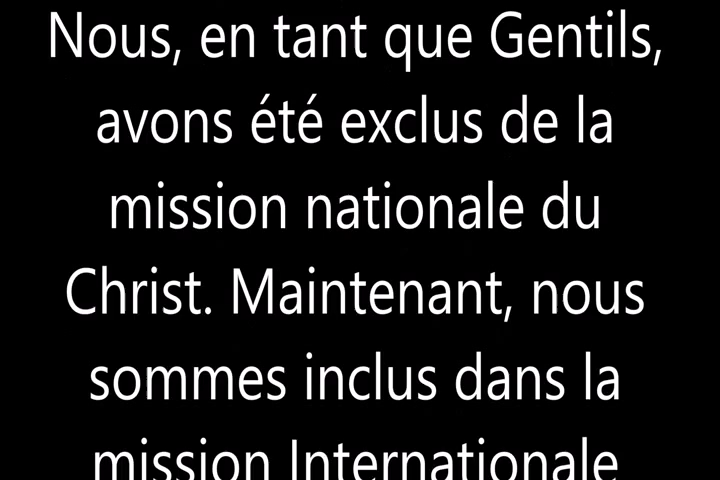 Nous, en tant que Gentils,
avons été exclus de la
mission nationale du
Christ. Maintenant, nous
sommes inclus dans la
mission Internationale